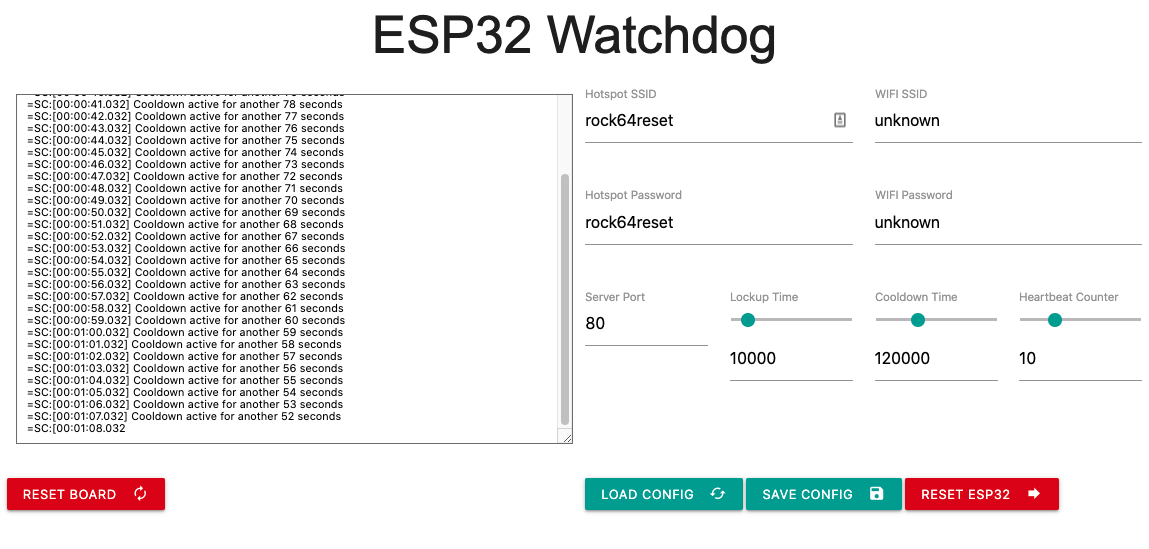 ESP32 Watchdog
=SC:[00:00:41.032] Cooldown active for another 78 seconds
=SC:[00:00:42.032] Cooldown active for another 77 seconds
=SC:[00:00:43.032] Cooldown active for another 76 seconds
=SC:[00:00:44.032] Cooldown active for another 75 seconds
=SC:[00:00:45.032] Cooldown active for another 74 seconds
=SC:[00:00:46.032] Cooldown active for another 73 seconds
=SC:[00:00:47.032] Cooldown active for another 72 seconds
=SC:[00:00:48.032] Cooldown active for another 71 seconds
=SC:[00:00:49.032] Cooldown active for another 70 seconds
=SC:[00:00:50.032] Cooldown active for another 69 seconds
=SC:[00:00:51.032] Cooldown active for another 68 seconds
=SC:[00:00:52.032] Cooldown active for another 67 seconds
=SC:[00:00:53.032] Cooldown active for another 66 seconds
=SC:[00:00:54.032] Cooldown active for another 65 seconds
=SC:[00:00:55.032] Cooldown active for another 64 seconds
=SC:[00:00:56.032] Cooldown active for another 63 seconds
=SC:[00:00:57.032] Cooldown active for another 62 seconds
=SC:[00:00:58.032] Cooldown active for another 61 seconds
=SC:[00:00:59.032] Cooldown active for another 60 seconds
=SC:[00:01:00.032] Cooldown active for another 59 seconds
=SC:[00:01:01.032] Cooldown active for another 58 seconds
=SC:[00:01:02.032] Cooldown active for another 57 seconds
=SC:[00:01:03.032] Cooldown active for another 56 seconds
=SC:[00:01:04.032] Cooldown active for another 55 seconds
=SC:[00:01:05.032] Cooldown active for another 54 seconds
=SC:[00:01:06.032] Cooldown active for another 53 seconds
=SC:[00:01:07.032] Cooldown active for another 52 seconds
=SC:[00:01:08.032
Hotspot SSID
rock64reset
WIFI SSID
unknown
Hotspot Password
rock64reset
WIFI Password
unknown
Server Port
80
Lockup Time
10000
Cooldown Time
120000
Heartbeat Counter
10
RESET BOARD
LOAD CONFIG
SAVE CONFIG
RESET ESP32